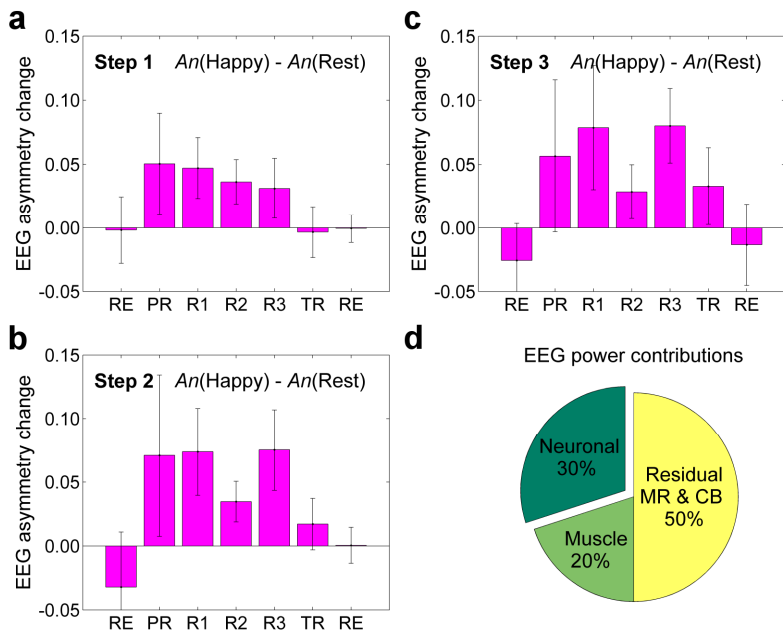 a
Step 1 An(Happy) - An(Rest)
EEG asymmetry change
0.15
0.10
0.05
0.00
-0.05
RE PR R1 R2 R3 TR RE
b
Step 2 An(Happy) - An(Rest)
EEG asymmetry change
0.15
0.10
0.05
0.00
-0.05
RE PR R1 R2 R3 TR RE
c
Step 3 An(Happy) - An(Rest)
EEG asymmetry change
0.15
0.10
0.05
0.00
-0.05
RE PR R1 R2 R3 TR RE
d
EEG power contributions
Neuronal
30%
Residual
MR & CB
50%
Muscle
20%